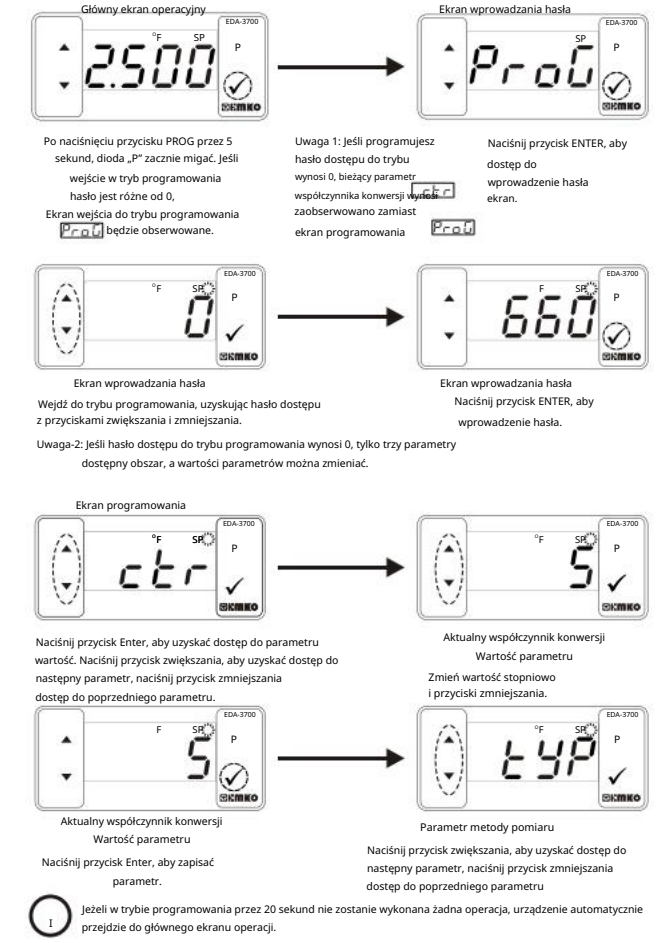 Główny ekran operacyjny
Ekran wprowadzania hasła
EDA-3700
°F SP P
2.500
EMKO
EDA-3700
SP P
ProG
EMKO
Po naciśnięciu przycisku PROG przez 5
sekund, dioda „P” zacznie migać. Jeśli
wejście w tryb programowania
hasło jest różne od 0,
Ekran wejścia do trybu programowania
ProG będzie obserwowane.
Uwaga 1: Jeśli programujesz
hasło dostępu do trybu
wynosi 0, bieżący parametr
współczynnika konwersji wynosi ctr
zaobserwowano zamiast
ekran programowania ProG
Naciśnij przycisk ENTER, aby
dostęp do
wprowadzenie hasła
ekran.
EDA-3700
°F SP P
0
EMKO
EDA-3700
F SP P
660
EMKO
Ekran wprowadzania hasła
Wejdź do trybu programowania, uzyskując hasło dostępu
z przyciskami zwiększania i zmniejszania.
Ekran wprowadzania hasła
Naciśnij przycisk ENTER, aby
wprowadzenie hasła.
Uwaga-2: Jeśli hasło dostępu do trybu programowania wynosi 0, tylko trzy parametry
dostępny obszar, a wartości parametrów można zmieniać.
Ekran programowania
EDA-3700
°F SP P
ctr
EMKO
EDA-3700
°F SP P
5
EMKO
Naciśnij przycisk Enter, aby uzyskać dostęp do parametru
wartość. Naciśnij przycisk zwiększania, aby uzyskać dostęp do
następny parametr, naciśnij przycisk zmniejszania
dostęp do poprzedniego parametru.
Aktualny współczynnik konwersji
Wartość parametru
Zmień wartość stopniowo
i przyciski zmniejszania.
EDA-3700
F SP P
5
EMKO
EDA-3700
°F SP P
tYP
EMKO
Aktualny współczynnik konwersji
Wartość parametru
Naciśnij przycisk Enter, aby zapisać
parametr.
Parametr metody pomiaru
Naciśnij przycisk zwiększania, aby uzyskać dostęp do
następny parametr, naciśnij przycisk zmniejszania
dostęp do poprzedniego parametru
I
Jeżeli w trybie programowania przez 20 sekund nie zostanie wykonana żadna operacja, urządzenie automatycznie
przejdzie do głównego ekranu operacji.